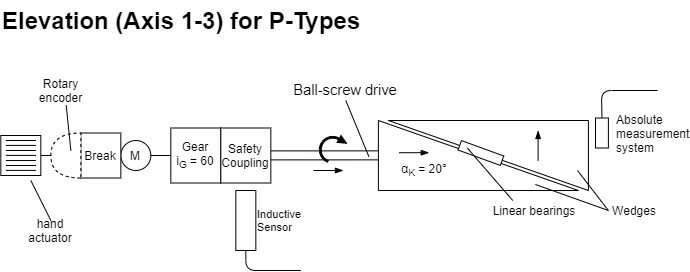 Elevation (Axis 1-3) for P-Types
Rotary
encoder
Ball-screw drive
Absolute
measurement
system
Break
M
Gear
iG = 60
Safety
Coupling
αK = 20°
hand
actuator
Inductive
Sensor
Linear bearings
Wedges